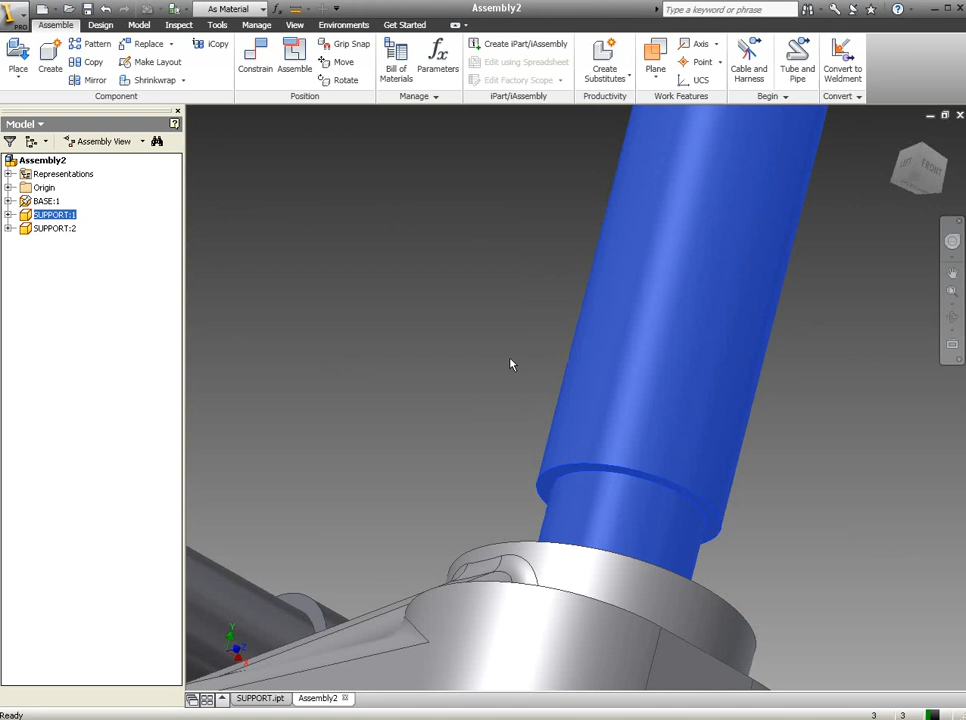 As Material
Assembly2
Type a keyword or phrase
PRO
Assemble Design Model Inspect Tools Manage View Environments Get Started
Place
Create
Pattern
Copy
Mirror
Replace
Make Layout
Shrinkwrap
iCopy
Component
Constrain
Assemble
Grip Snap
Move
Rotate
Position
Bill of
Materials
Parameters
Manage
Create iPart/iAssembly
Edit using Spreadsheet
Edit Factory Scope
iPart/iAssembly
Create
Substitutes
Productivity
Plane
Axis
Point
UCS
Work Features
Cable and
Harness
Tube and
Pipe
Begin
Convert to
Weldment
Convert
Model
Assembly View
Assembly2
Representations
Origin
BASE:1
SUPPORT:1
SUPPORT:2
LEFT FRONT
Y
Z
X
SUPPORT.ipt Assembly2
Ready 3 3